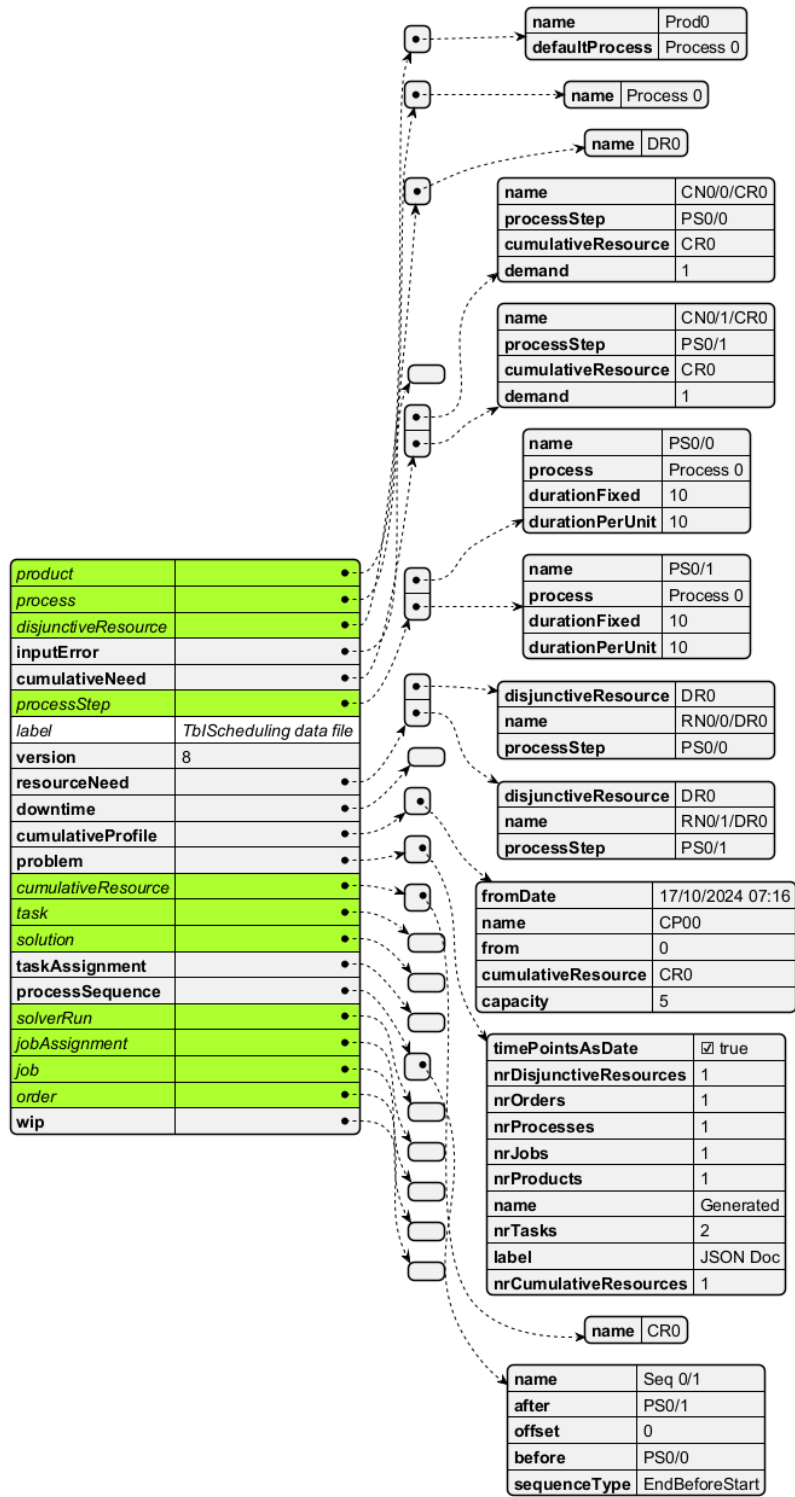 name Prod0
defaultProcess Process 0
name Process 0
name DR0
name CN0/0/CR0
processStep PS0/0
cumulativeResource CR0
demand 1
name CN0/1/CR0
processStep PS0/1
cumulativeResource CR0
demand 1
name PS0/0
process Process 0
durationFixed 10
durationPerUnit 10
name PS0/1
process Process 0
durationFixed 10
durationPerUnit 10
product
process
disjunctiveResource
inputError
cumulativeNeed
processStep
label TblScheduling data file
version 8
resourceNeed
downtime
cumulativeProfile
problem
cumulativeResource
task
solution
taskAssignment
processSequence
solverRun
jobAssignment
job
order
wip
disjunctiveResource DR0
name RN0/0/DR0
processStep PS0/0
disjunctiveResource DR0
name RN0/1/DR0
processStep PS0/1
fromDate 17/10/2024 07:16
name CP00
from 0
cumulativeResource CR0
capacity 5
timePointsAsDate ☑ true
nrDisjunctiveResources 1
nrOrders 1
nrProcesses 1
nrJobs 1
nrProducts 1
name Generated
nrTasks 2
label JSON Doc
nrCumulativeResources 1
name CR0
name Seq 0/1
after PS0/1
offset 0
before PS0/0
sequenceType EndBeforeStart